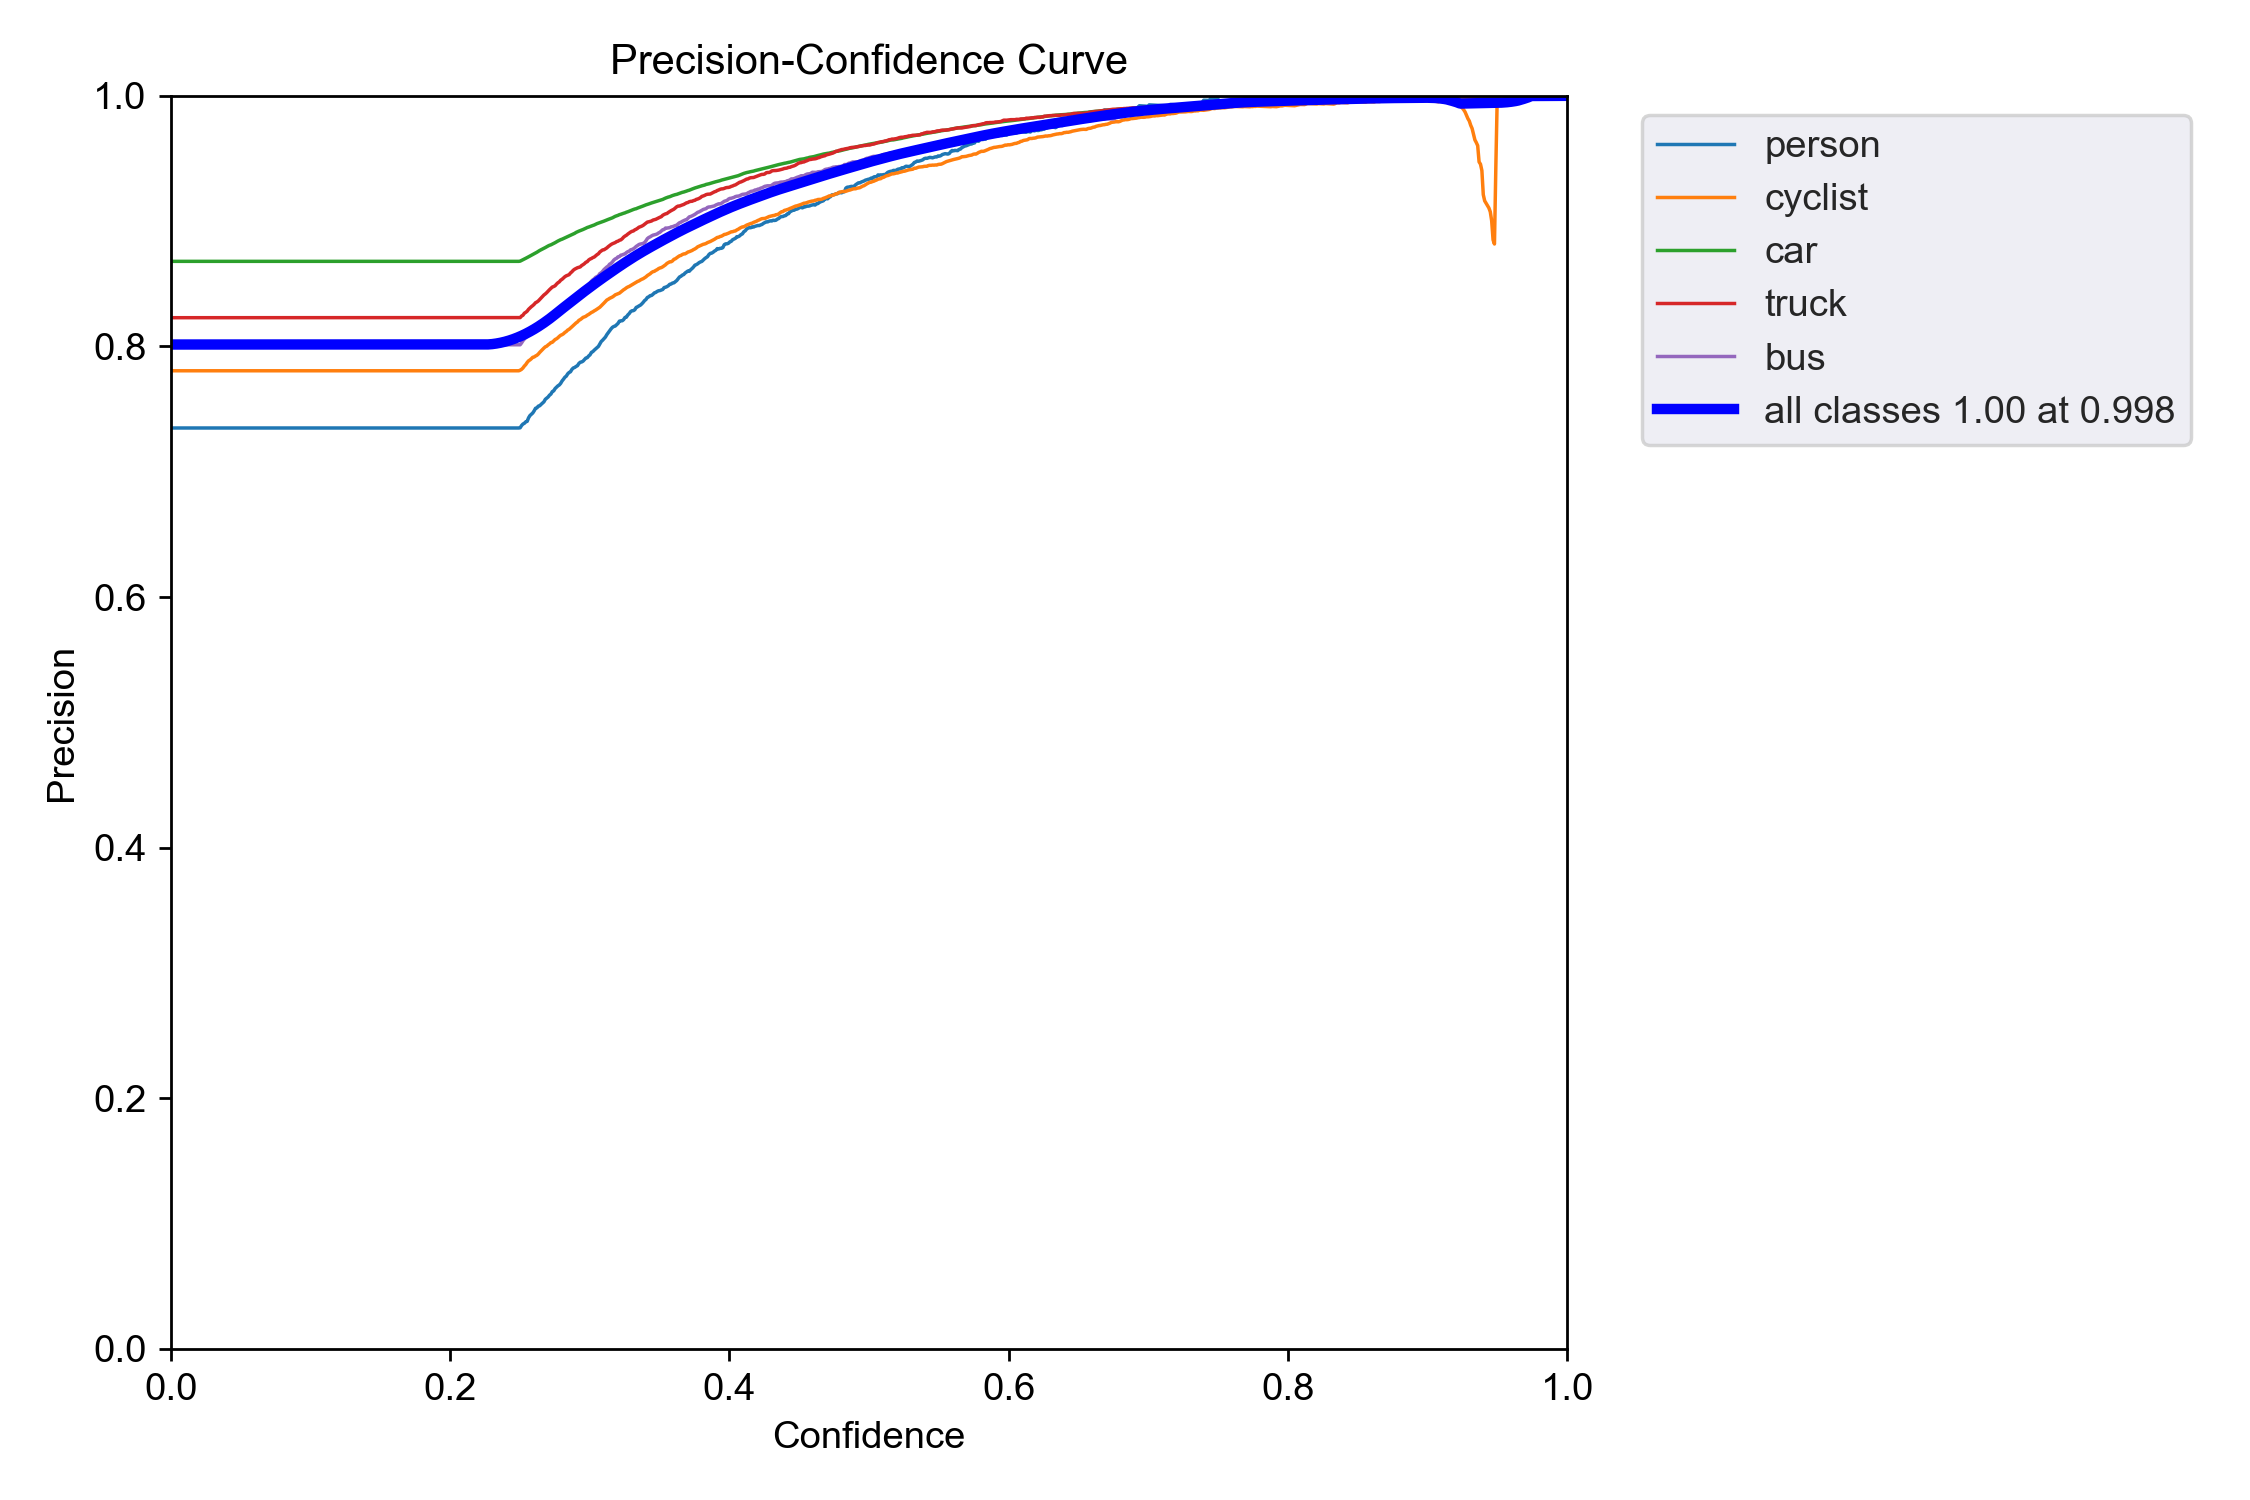 Precision-Confidence Curve
1.0
0.8
0.6
0.4
0.2
0.0
Precision
0.0 0.2 0.4 0.6 0.8 1.0
Confidence
person
cyclist
car
truck
bus
all classes 1.00 at 0.998